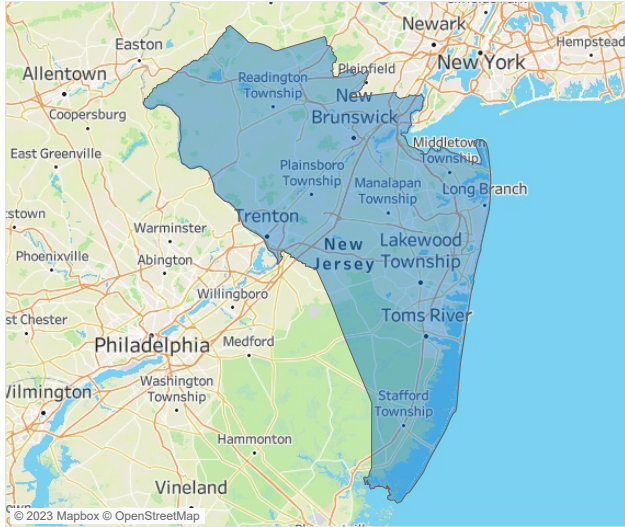 Newark
Easton
Hempstead
New York
Allentown
Plainfield
Readington
Township
New
Brunswick
Coopersburg
Middletown
Township
East Greenville
Plainsboro
Township
Manalapan
Township
Long Branch
stown
Trenton
Warminster
New
Jersey
Lakewood
Township
Phoenixville
Abington
Willingboro
Toms River
st Chester
Philadelphia
Medford
Wilmington
Washington
Township
Stafford
Township
Hammonton
Vineland
own
© 2023 Mapbox © OpenStreetMap